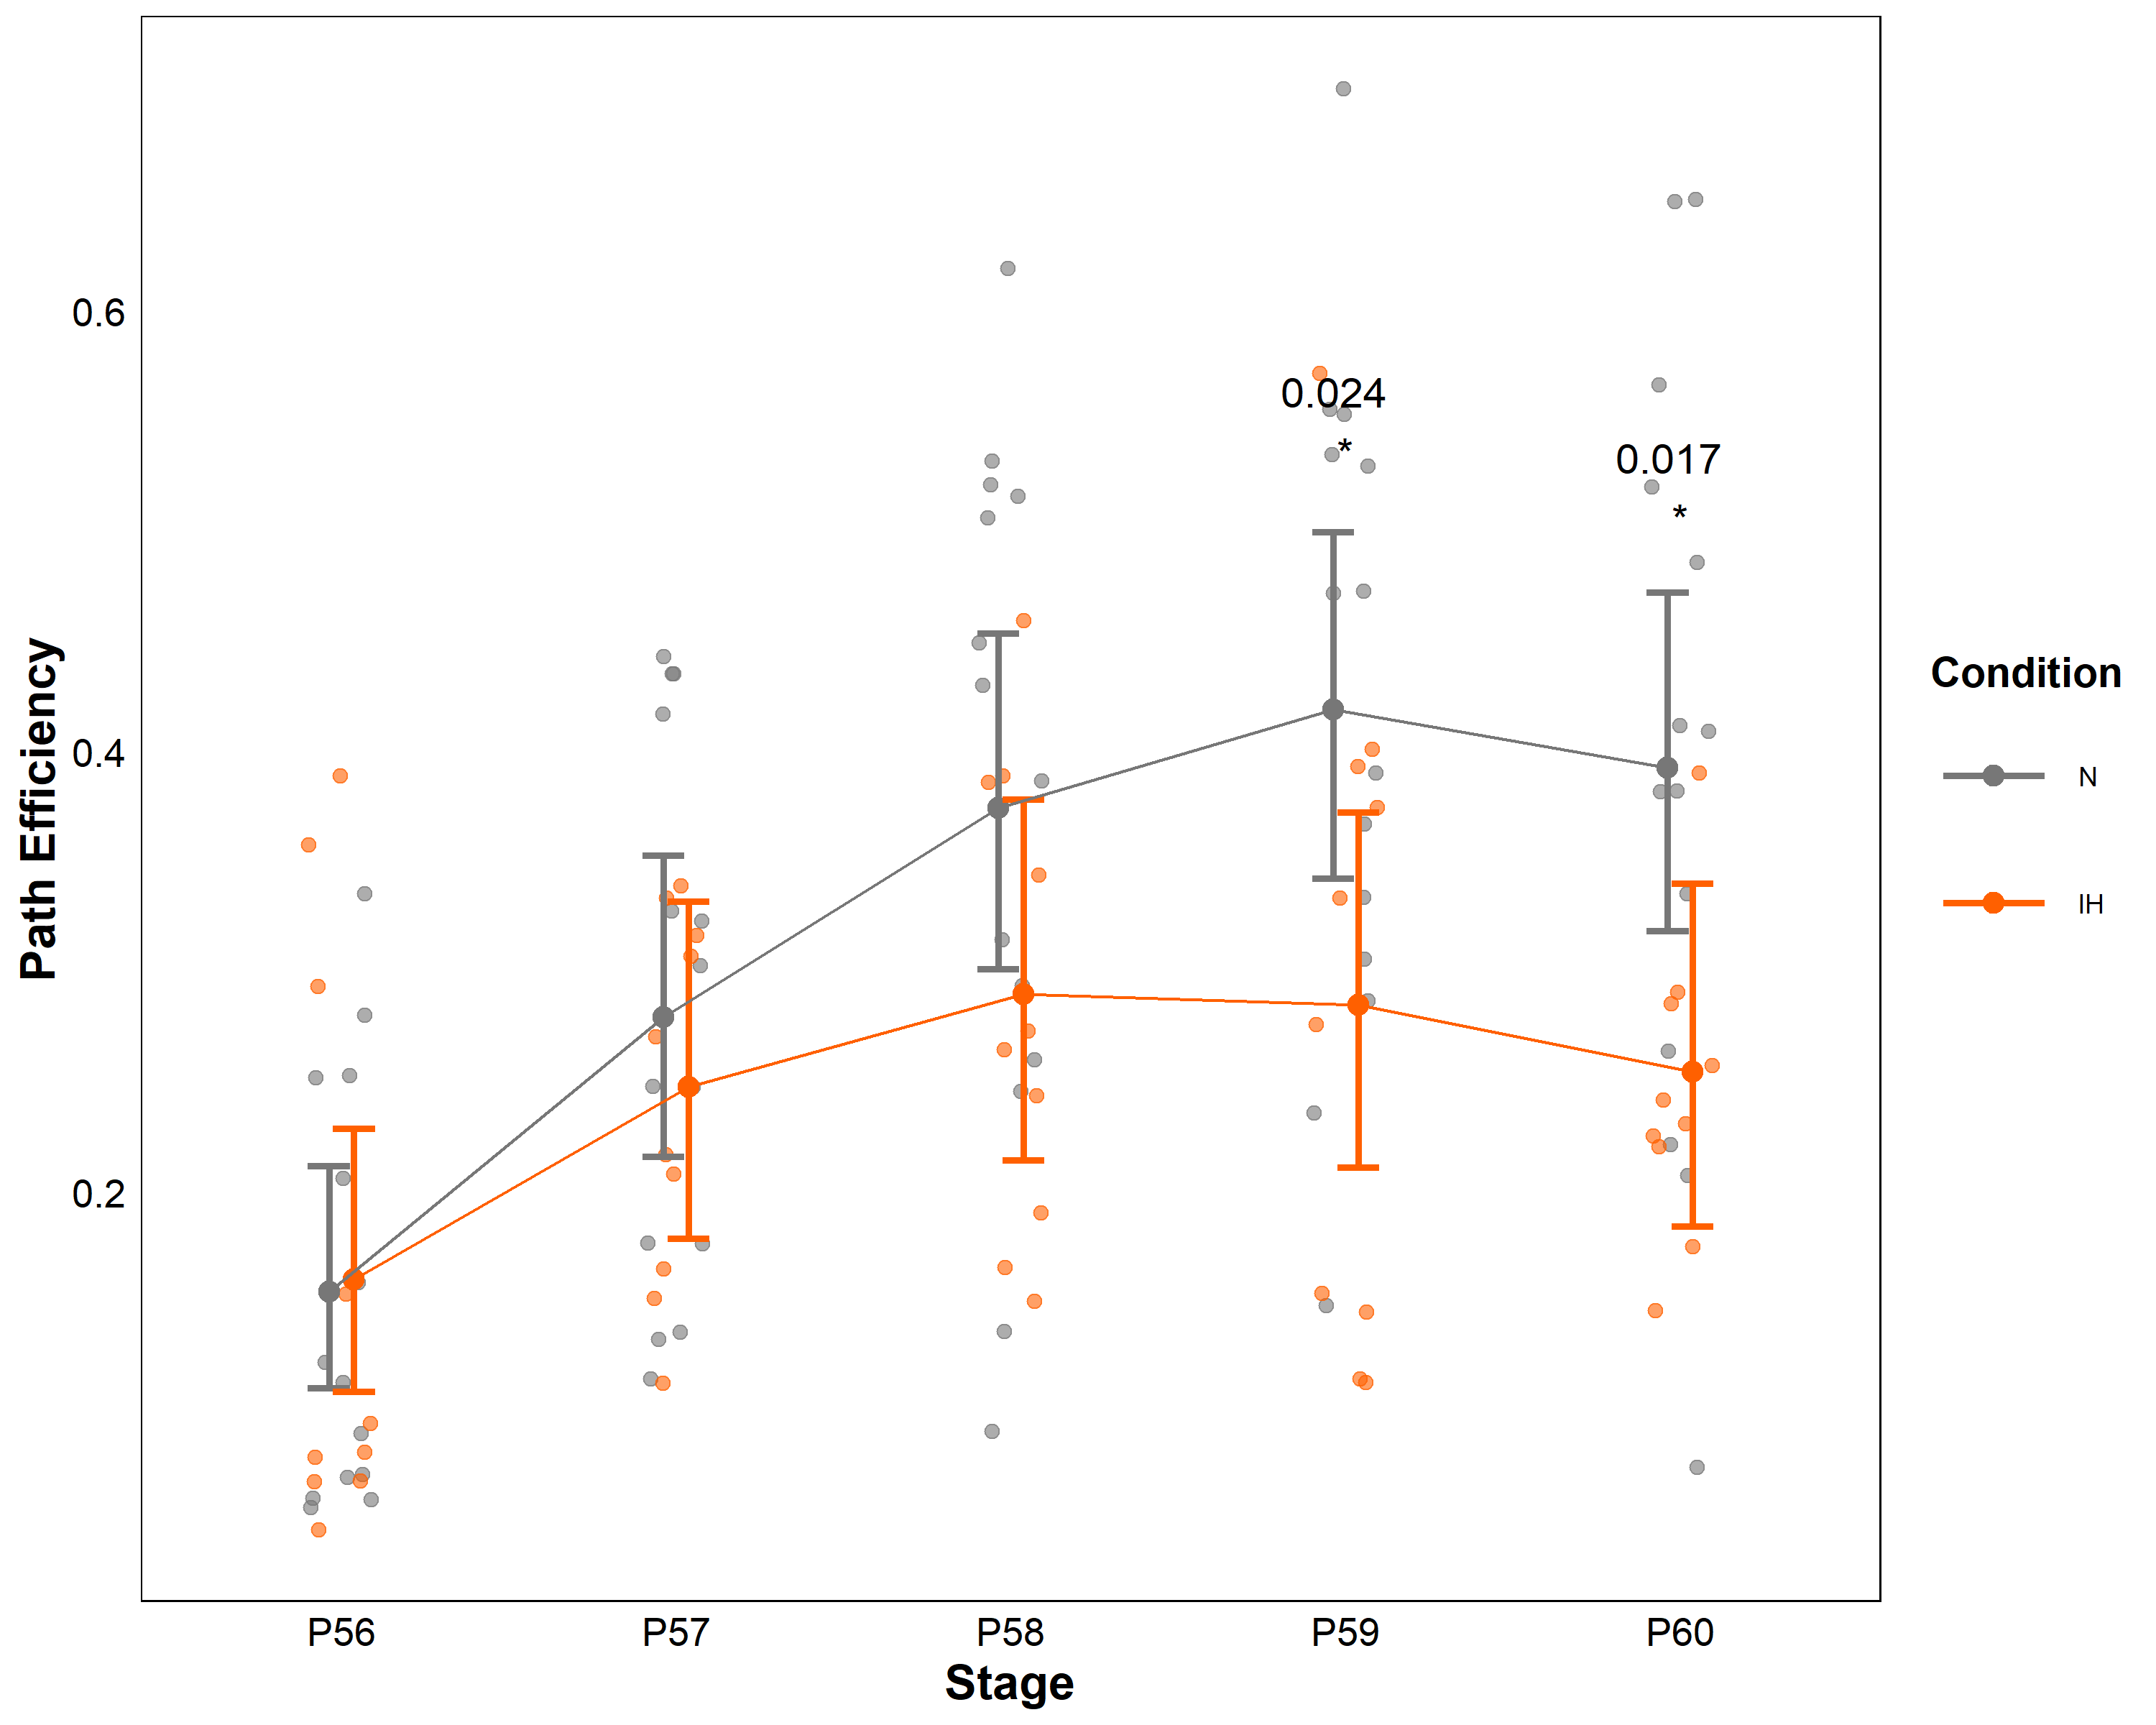 Path Efficiency
0.6
0.4
0.2
0.024
*
0.017
*
P56
P57
P58
P59
P60
Stage
Condition
N
IH